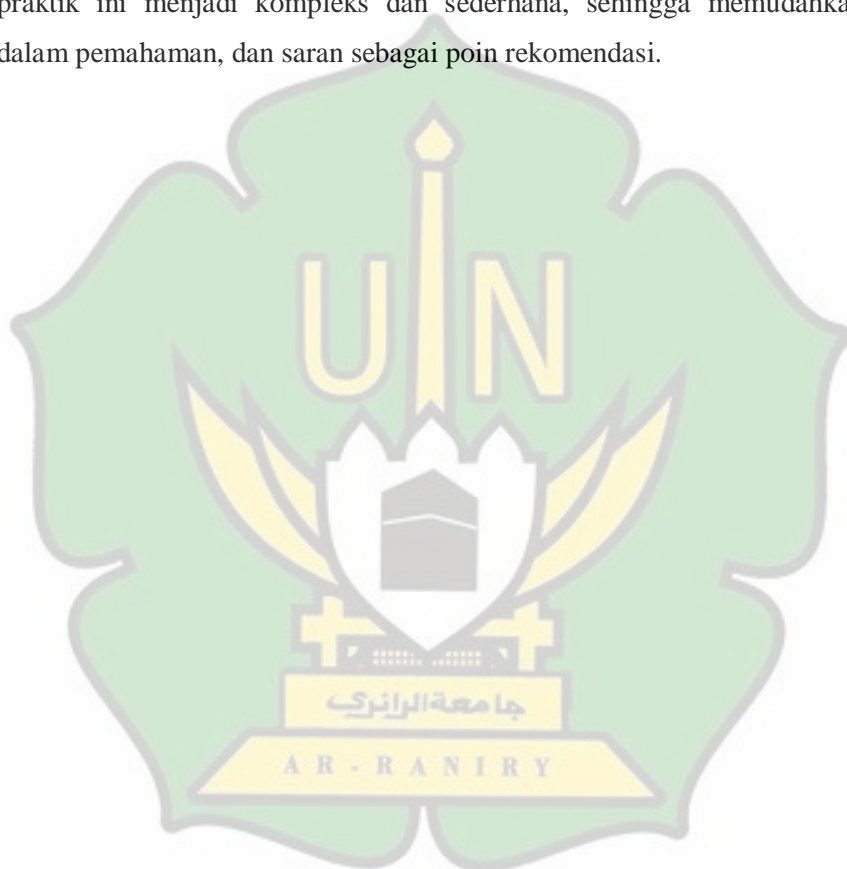 praktik ini menjadi kompleks dan sederhana, sehingga memudahka
dalam pemahaman, dan saran sebagai poin rekomendasi.
UIN
جامعة الرانري
AR-RANIRY